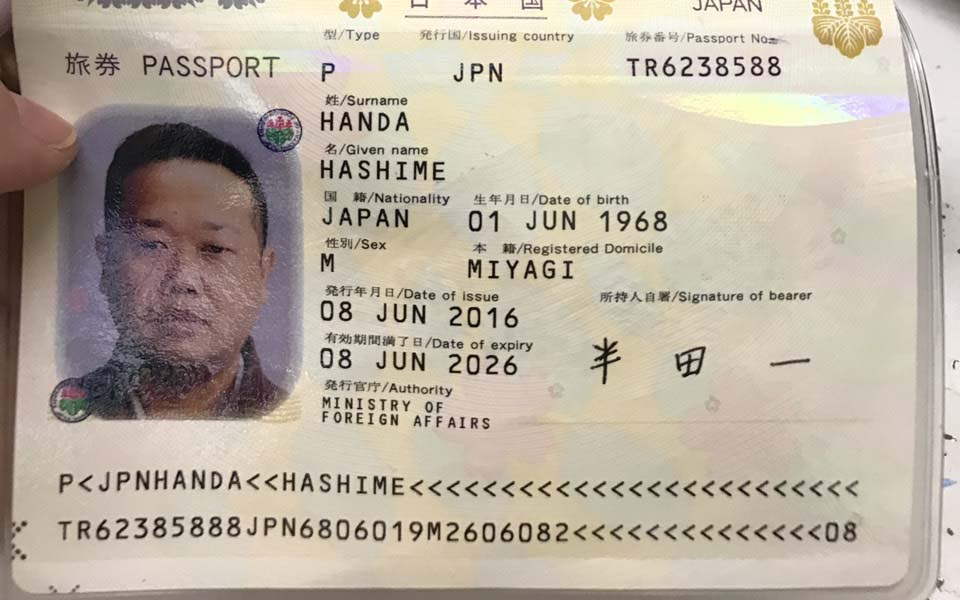 日本国
JAPAN
旅券 PASSPORT
型/Type 発行国/Issuing country 旅券番号/Passport No.
P JPN TR6238588
姓/Surname
HANDA
名/Given name
HASHIME
国 籍/Nationality 生年月日/Date of birth
JAPAN 01 JUN 1968
性別/Sex 本 籍/Registered Domicile
M MIYAGI
発行年月日/Date of issue 所持人自署/Signature of bearer
08 JUN 2016
有効期間満了日/Date of expiry
08 JUN 2026 半田一
発行官庁/Authority
MINISTRY OF
FOREIGN AFFAIRS
P<JPNHANDA<<HASHIME<<<<<<<<<<<<<<<<<<<<<<<<<
TR62385888JPN6806019M2606082<<<<<<<<<<<<<<08